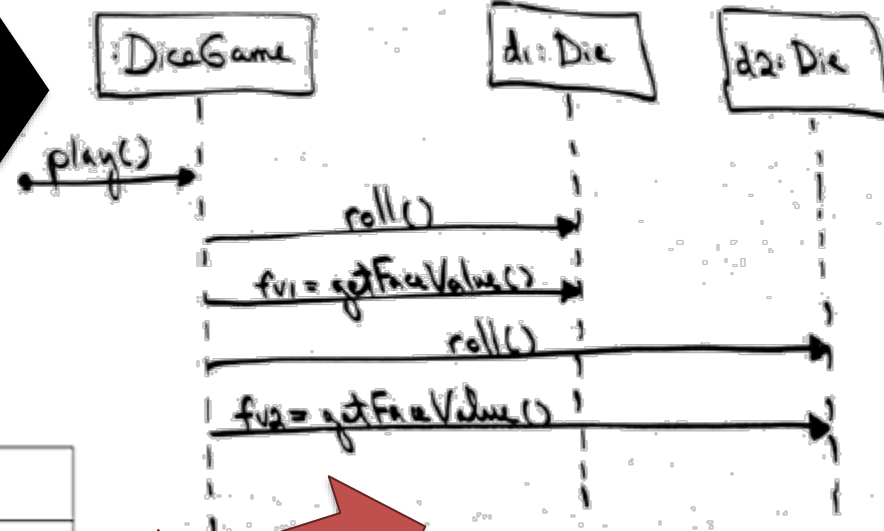 :DiceGame
d1:Die
d2:Die
play()
roll()
fv1=getFaceValue()
roll()
fv2=getFaceValue()